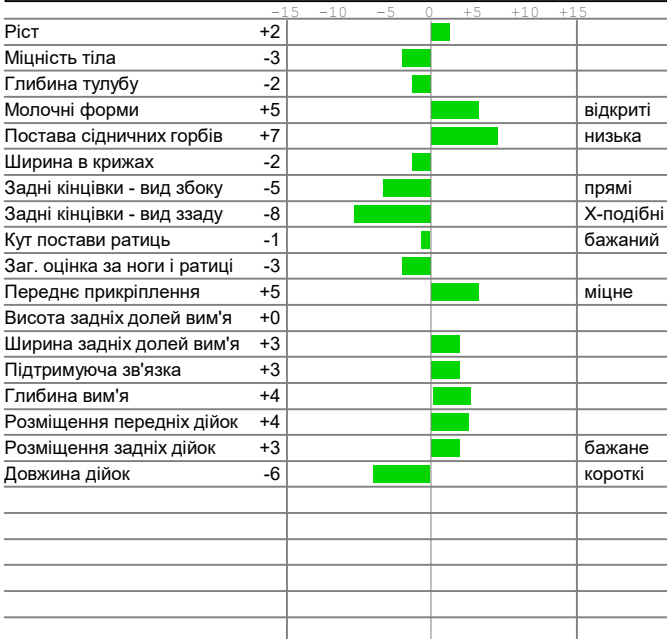 -15 -10 -5 0 +5 +10 +15
Ріст +2
Міцність тіла -3
Глибина тулубу -2
Молочні форми +5 відкриті
Постава сідничних горбів +7 низька
Ширина в крижах -2
Задні кінцівки - вид збоку -5 прямі
Задні кінцівки - вид ззаду -8 Х-подібні
Кут постави ратиць -1 бажаний
Заг. оцінка за ноги і ратиці -3
Переднє прикріплення +5 міцне
Висота задніх долей вим'я +0
Ширина задніх долей вим'я +3
Підтримуюча зв'язка +3
Глибина вим'я +4
Розміщення передніх дійок +4
Розміщення задніх дійок +3 бажане
Довжина дійок -6 короткі